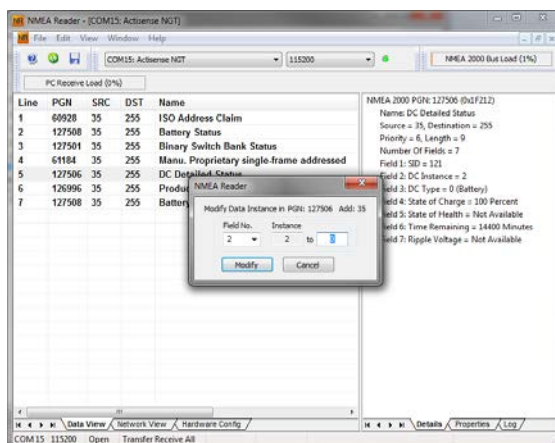 NMEA Reader - [COM15: Actisense NGT]
File Edit View Window Help
COM15: Actisense NGT 115200 NMEA 2000 Bus Load (1%)
PC Receive Load (0%)
Line PGN SRC DST Name
1 60928 35 255 ISO Address Claim
2 127508 35 255 Battery Status
3 127501 35 255 Binary Switch Bank Status
4 61184 35 255 Manu. Proprietary single-frame addressed
5 127506 35 255 DC Detailed Status
6 126996 35 255 Produ
7 127508 35 255 Battery
NMEA 2000 PGN: 127506 (0x1F212)
Name: DC Detailed Status
Source = 35, Destination = 255
Priority = 6, Length = 9
Number Of Fields = 7
Field 1: SID = 121
Field 2: DC Instance = 2
Field 3: DC Type = 0 (Battery)
Field 4: State of Charge = 100 Percent
Field 5: State of Health = Not Available
Field 6: Time Remaining = 14400 Minutes
Field 7: Ripple Voltage = Not Available
NMEA Reader
Modify Data Instance in PGN: 127506 Add: 35
Field No. Instance
2 2 to 0
Modify Cancel
Data View Network View Hardware Config
Details Properties Log
COM15 115200 Open Transfer Receive All